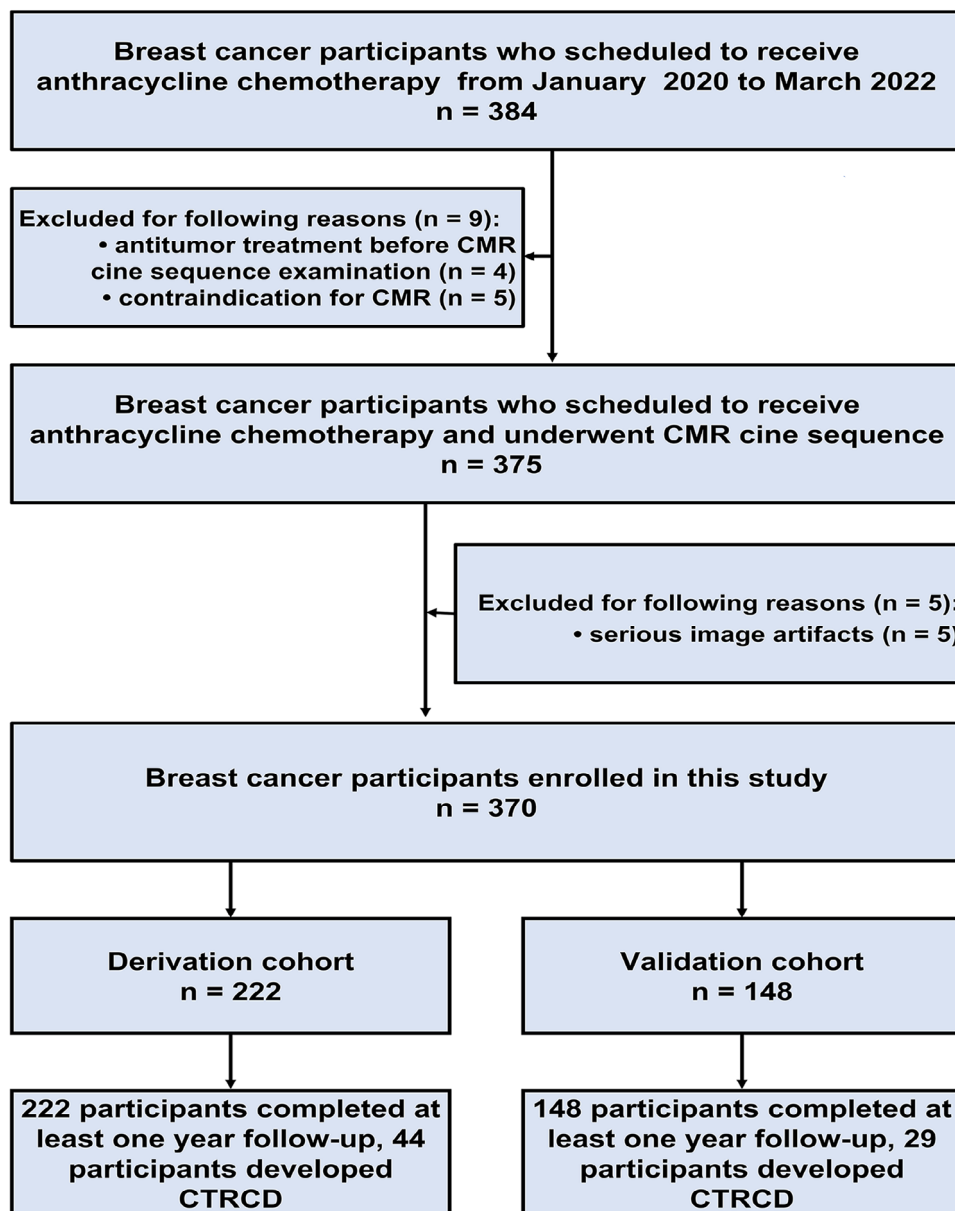 Breast cancer participants who scheduled to receive
anthracycline chemotherapy from January 2020 to March 2022
n = 384
Excluded for following reasons (n = 9):
• antitumor treatment before CMR
cine sequence examination (n = 4)
• contraindication for CMR (n = 5)
Breast cancer participants who scheduled to receive
anthracycline chemotherapy and underwent CMR cine sequence
n = 375
Excluded for following reasons (n = 5):
• serious image artifacts (n = 5)
Breast cancer participants enrolled in this study
n = 370
Derivation cohort
n = 222
Validation cohort
n = 148
222 participants completed at
least one year follow-up, 44
participants developed
CTRCD
148 participants completed at
least one year follow-up, 29
participants developed
CTRCD